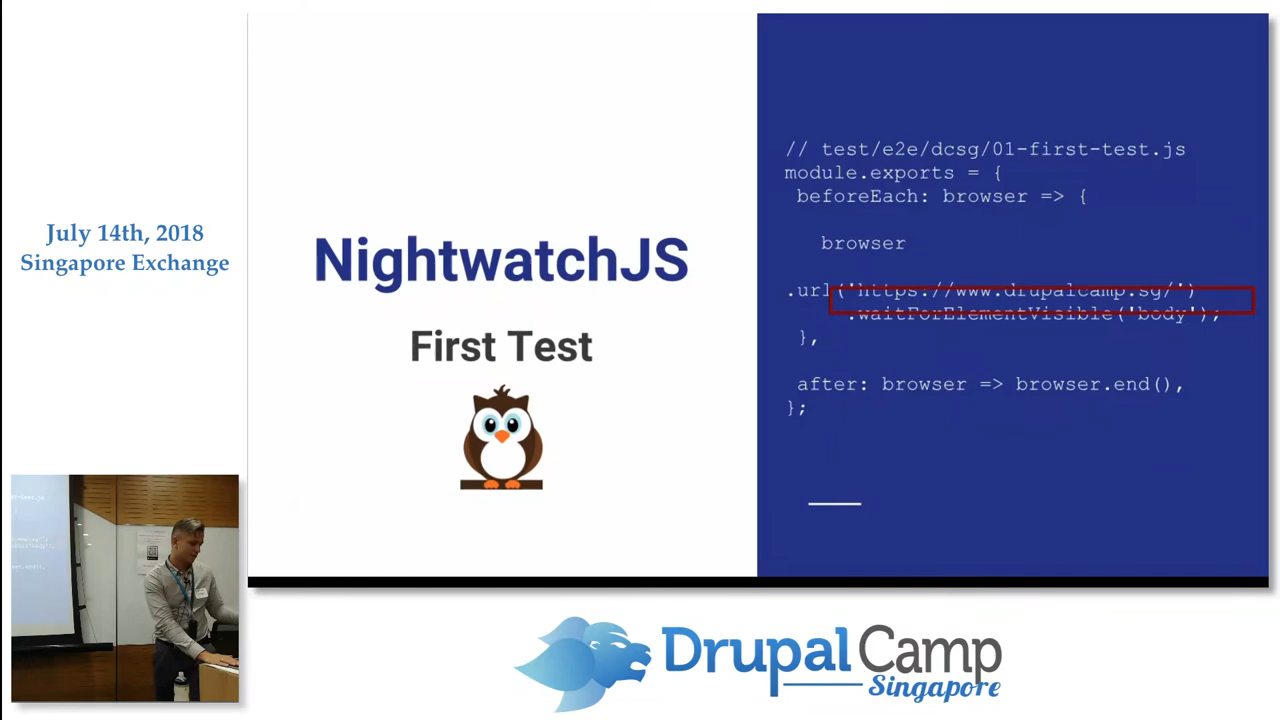 July 14th, 2018
Singapore Exchange
NightwatchJS
First Test
// test/e2e/dcsg/01-first-test.js
module.exports = {
beforeEach: browser => {
browser
.url('https://www.drupalcamp.sg/')
.waitForElementVisible('body');
},
after: browser => browser.end(),
};
DrupalCamp
Singapore